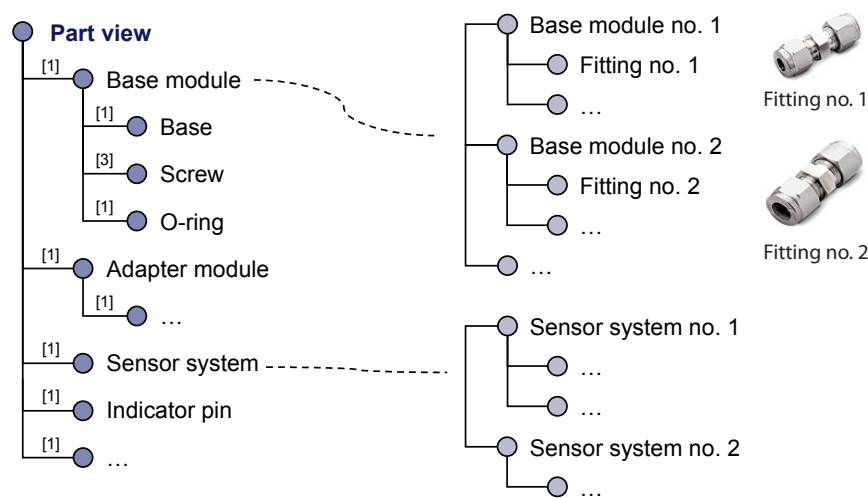 Part view
[1] Base module
[1] Base
[3] Screw
[1] O-ring
[1] Adapter module
[1] …
[1] Sensor system
[1] Indicator pin
[1] …
Base module no. 1
Fitting no. 1
…
Base module no. 2
Fitting no. 2
…
…
Sensor system no. 1
…
…
Sensor system no. 2
…
Fitting no. 1
Fitting no. 2